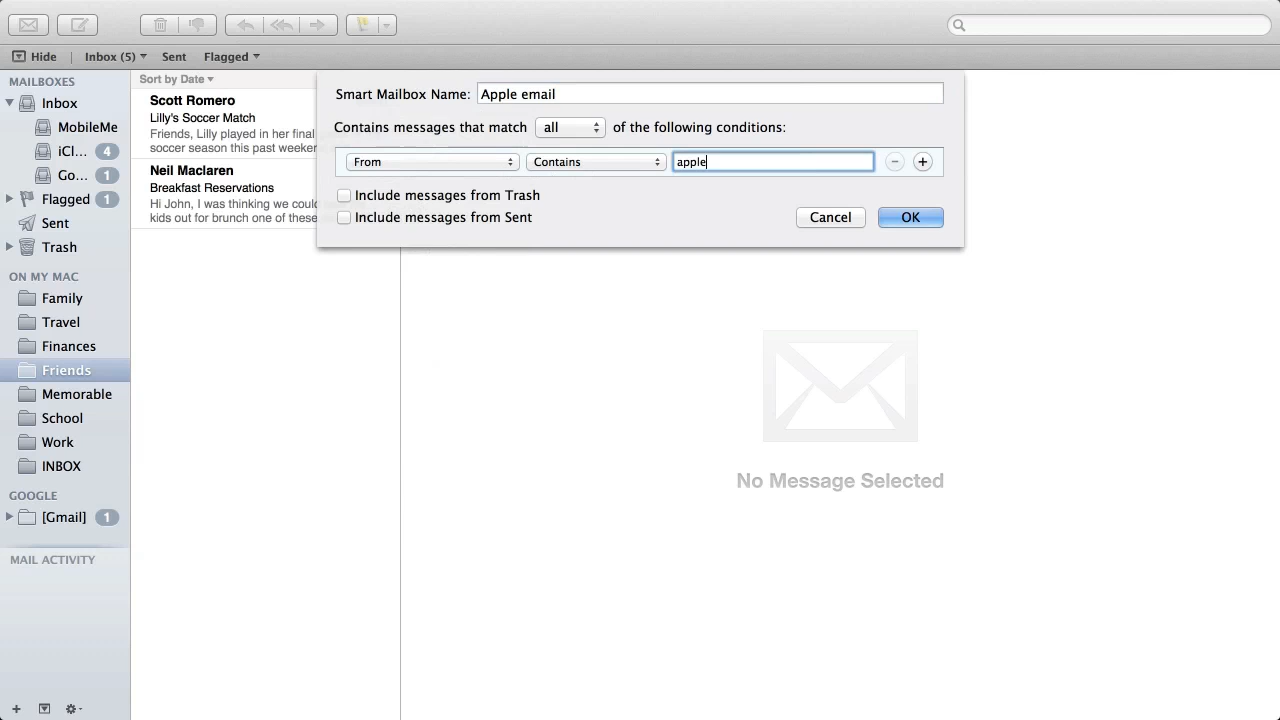 Hide
Inbox (5)
Sent
Flagged
MAILBOXES
Inbox
MobileMe
iCl... 4
Go... 1
Flagged 1
Sent
Trash
ON MY MAC
Family
Travel
Finances
Friends
Memorable
School
Work
INBOX
GOOGLE
[Gmail] 1
MAIL ACTIVITY
Sort by Date
Scott Romero
Lilly's Soccer Match
Friends, Lilly played in her final
soccer season this past weeker
Neil Maclaren
Breakfast Reservations
Hi John, I was thinking we could
kids out for brunch one of these
Smart Mailbox Name: Apple email
Contains messages that match all of the following conditions:
From Contains apple
Include messages from Trash
Include messages from Sent
Cancel OK
No Message Selected